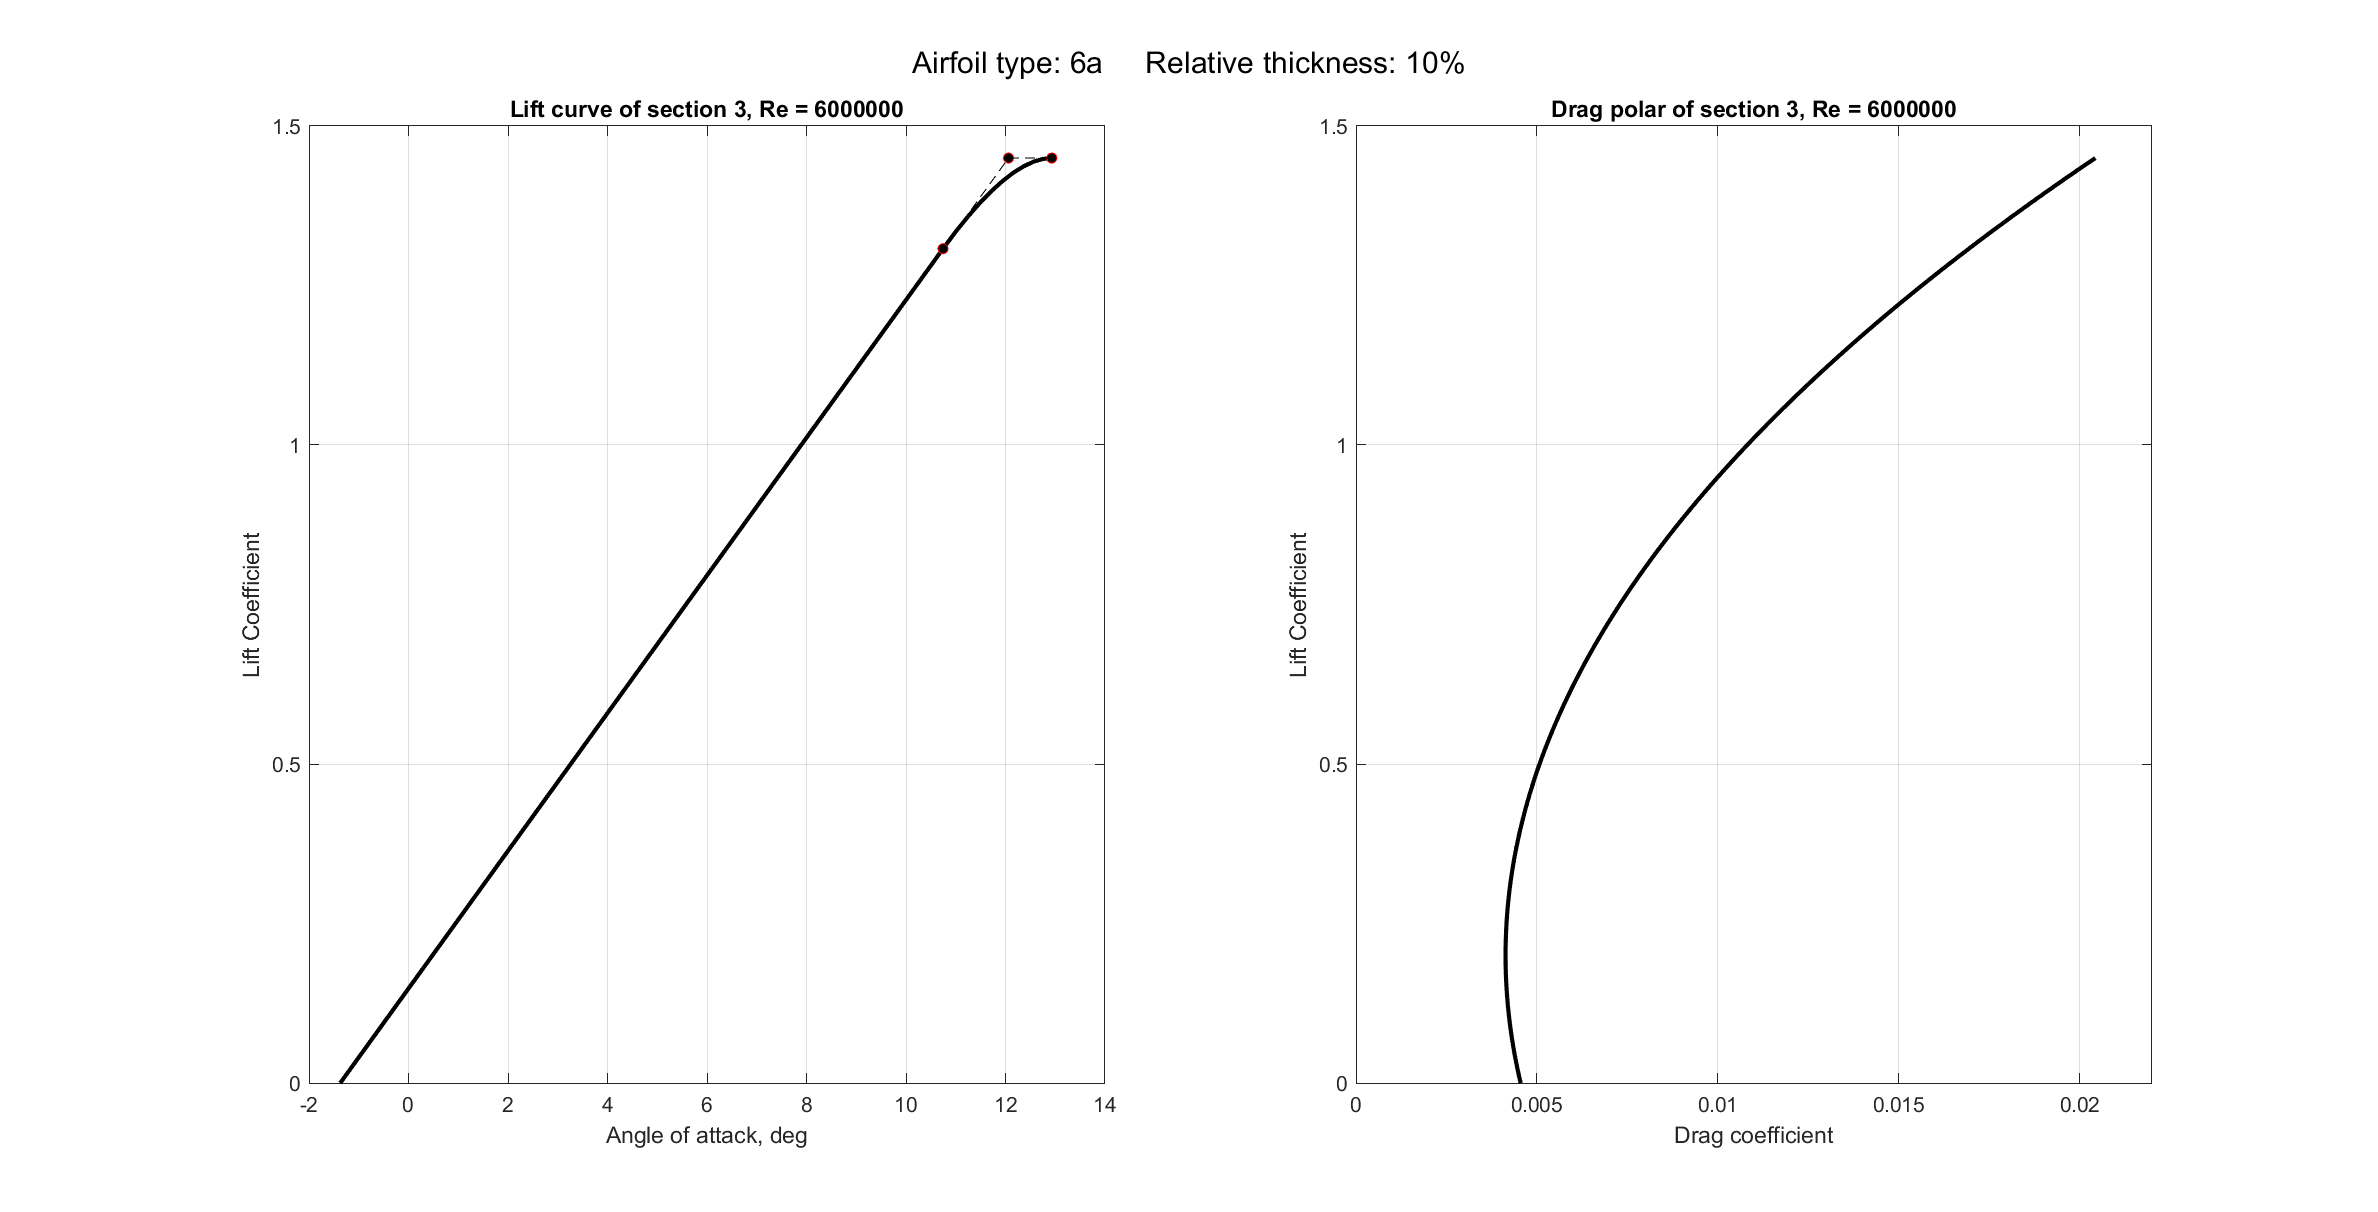 Airfoil type: 6a     Relative thickness: 10%
Lift curve of section 3, Re = 6000000
1.5
1
0.5
0
Lift Coefficient
-2 0 2 4 6 8 10 12 14
Angle of attack, deg
Drag polar of section 3, Re = 6000000
1.5
1
0.5
0
Lift Coefficient
0 0.005 0.01 0.015 0.02
Drag coefficient